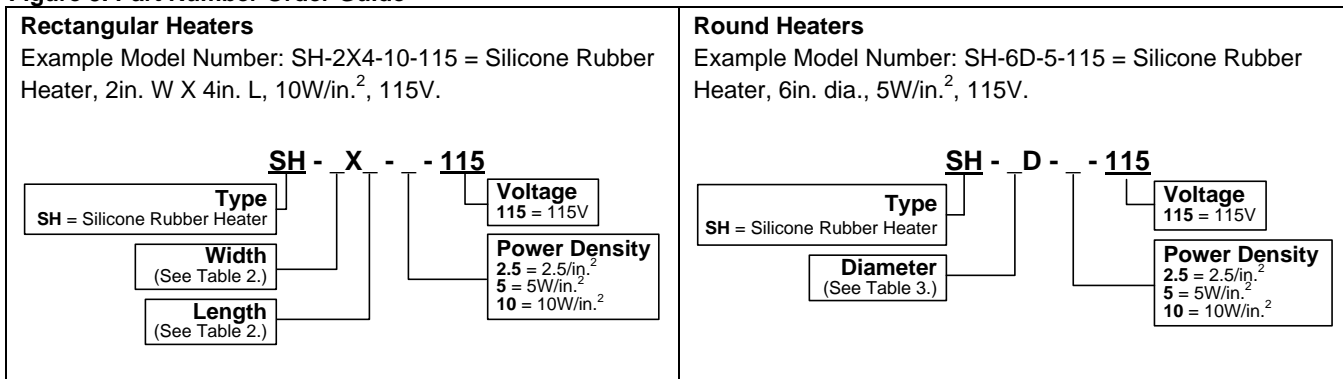 Rectangular Heaters
Example Model Number: SH-2X4-10-115 = Silicone Rubber
Heater, 2in. W X 4in. L, 10W/in.², 115V.
SH - _X_ - _ - 115
Type
SH = Silicone Rubber Heater
Width
(See Table 2.)
Length
(See Table 2.)
Voltage
115 = 115V
Power Density
2.5 = 2.5/in.²
5 = 5W/in.²
10 = 10W/in.²
Round Heaters
Example Model Number: SH-6D-5-115 = Silicone Rubber
Heater, 6in. dia., 5W/in.², 115V.
SH - _D - _ - 115
Type
SH = Silicone Rubber Heater
Diameter
(See Table 3.)
Voltage
115 = 115V
Power Density
2.5 = 2.5/in.²
5 = 5W/in.²
10 = 10W/in.²